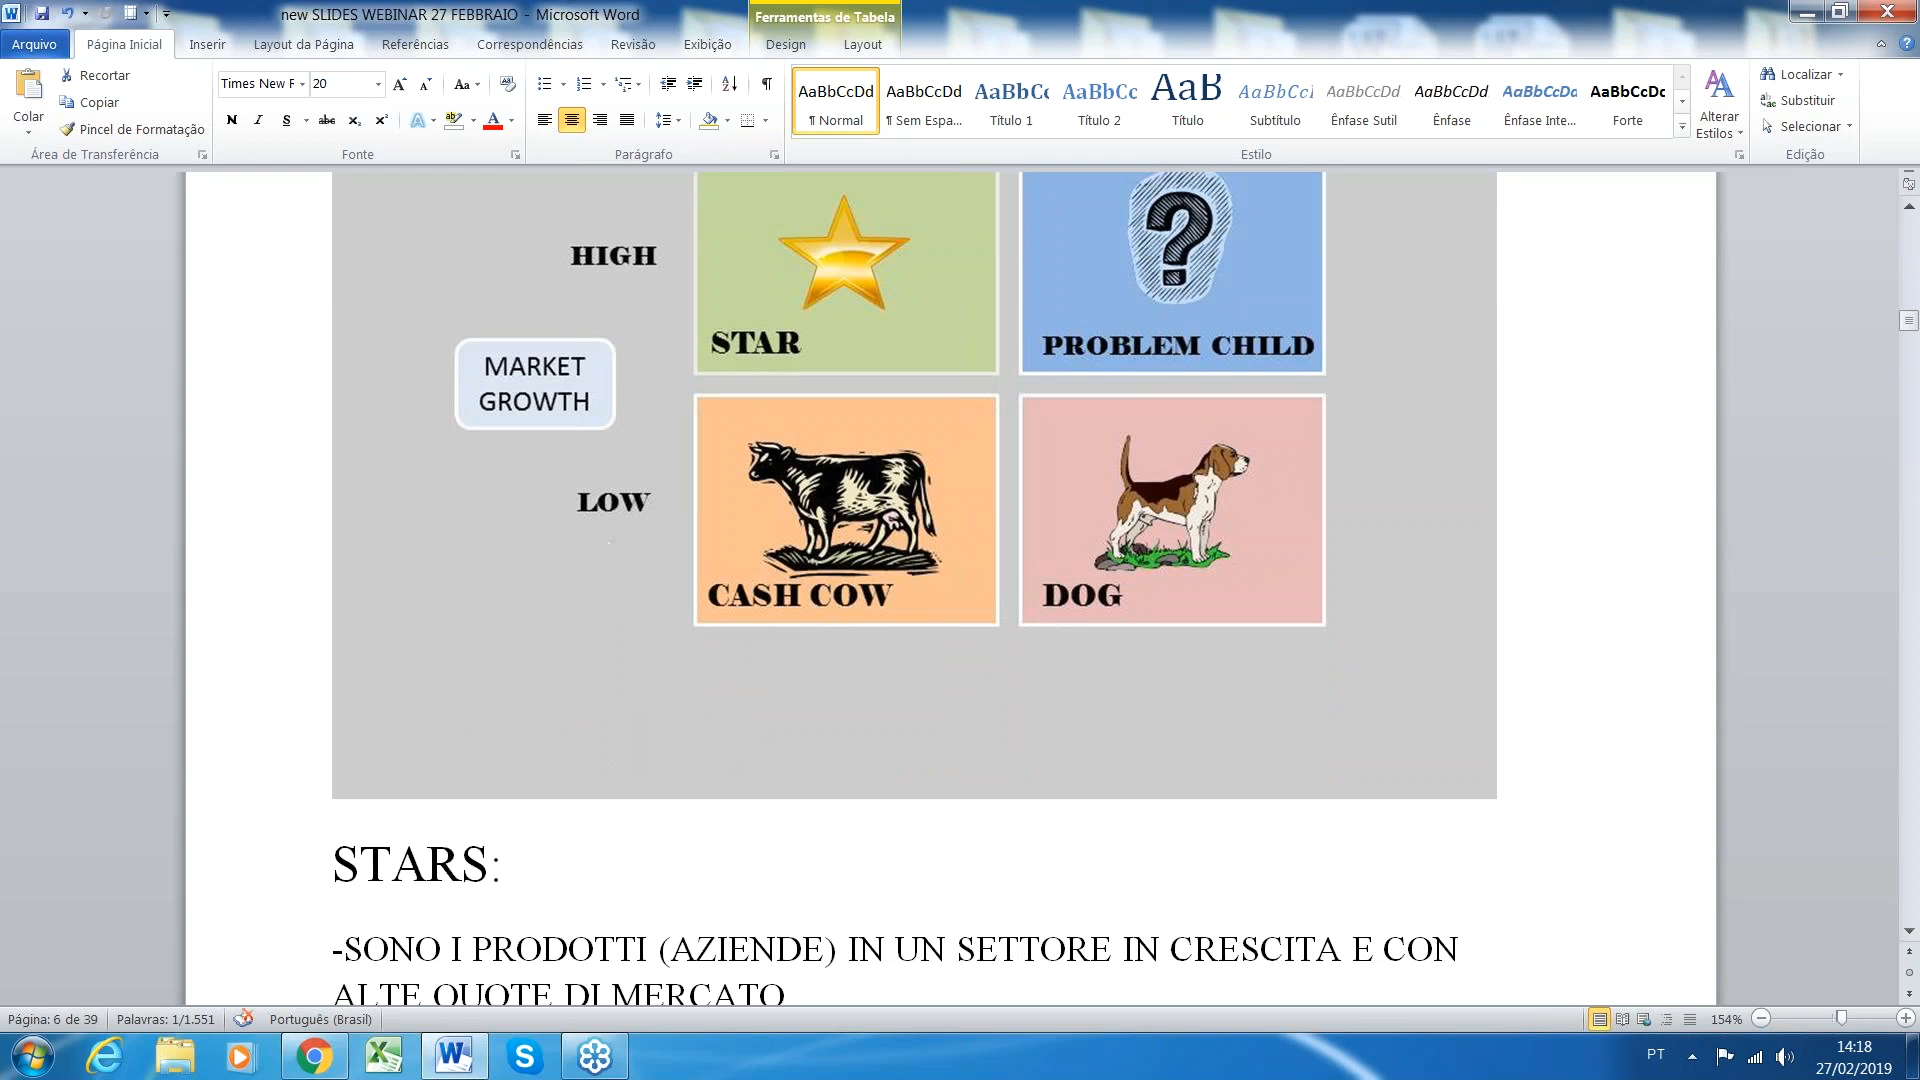 new SLIDES WEBINAR 27 FEBBRAIO - Microsoft Word
Ferramentas de Tabela
Arquivo Página Inicial Inserir Layout da Página Referências Correspondências Revisão Exibição Design Layout
Colar
Recortar
Copiar
Pincel de Formatação
Área de Transferência
Times New F 20
Aa
N I S abc x₂ x² A ab A
Fonte
Parágrafo
AaBbCcDd AaBbCcDd AaBbCc AaBbCc AaB AaBbCcI AaBbCcDd AaBbCcDd AaBbCcDd AaBbCcDc
¶ Normal ¶ Sem Espa... Título 1 Título 2 Título Subtítulo Ênfase Sutil Ênfase Ênfase Inte... Forte
Estilo
Alterar
Estilos
Localizar
Substituir
Selecionar
Edição
HIGH
STAR
?
PROBLEM CHILD
MARKET
GROWTH
LOW
CASH COW
DOG
STARS:
-SONO I PRODOTTI (AZIENDE) IN UN SETTORE IN CRESCITA E CON
ALTE QUOTE DI MERCATO
Página: 6 de 39 Palavras: 1/1.551 Português (Brasil) 154%
PT
14:18
27/02/2019